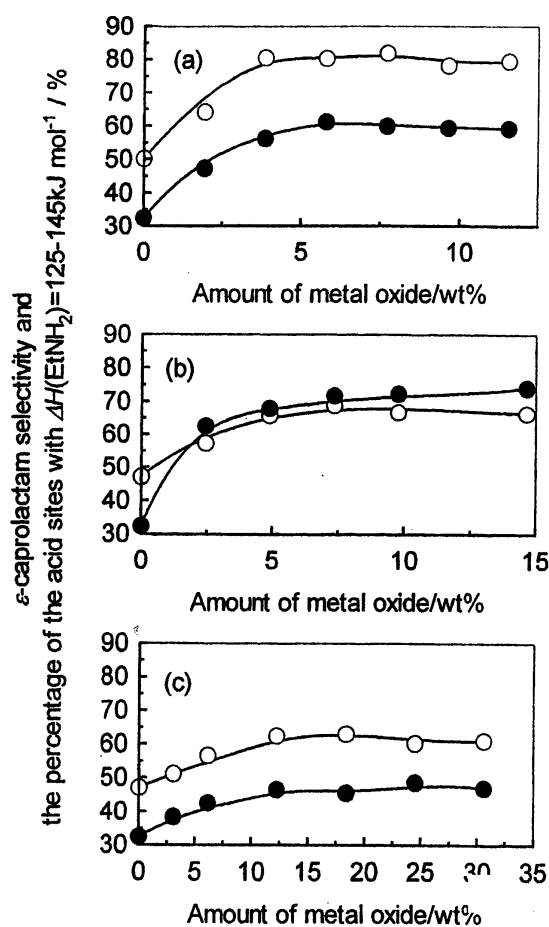 ε-caprolactam selectivity and
the percentage of the acid sites with ΔH(EtNH₂)=125-145kJ mol⁻¹ / %
90
80
70
60
50
40
30
(a)
0 5 10
Amount of metal oxide/wt%
90
80
70
60
50
40
30
(b)
0 5 10 15
Amount of metal oxide/wt%
90
80
70
60
50
40
30
(c)
0 5 10 15 20 25 30 35
Amount of metal oxide/wt%